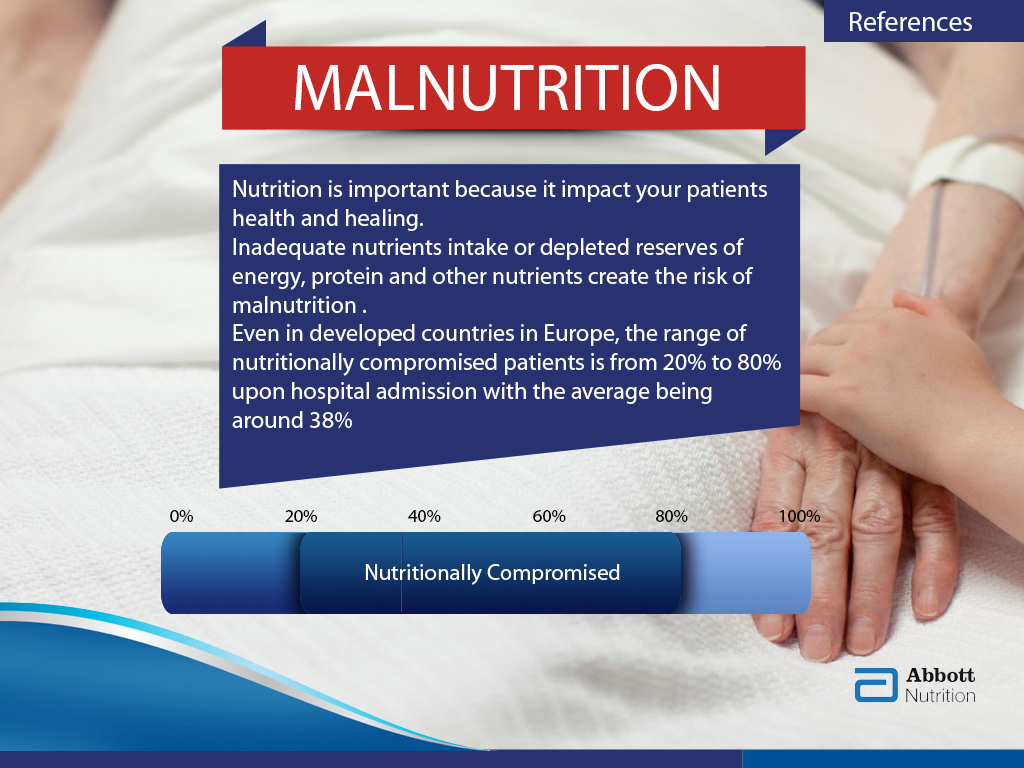 References
MALNUTRITION
Nutrition is important because it impact your patients
health and healing.
Inadequate nutrients intake or depleted reserves of
energy, protein and other nutrients create the risk of
malnutrition .
Even in developed countries in Europe, the range of
nutritionally compromised patients is from 20% to 80%
upon hospital admission with the average being
around 38%
0% 20% 40% 60% 80% 100%
Nutritionally Compromised
Abbott
Nutrition